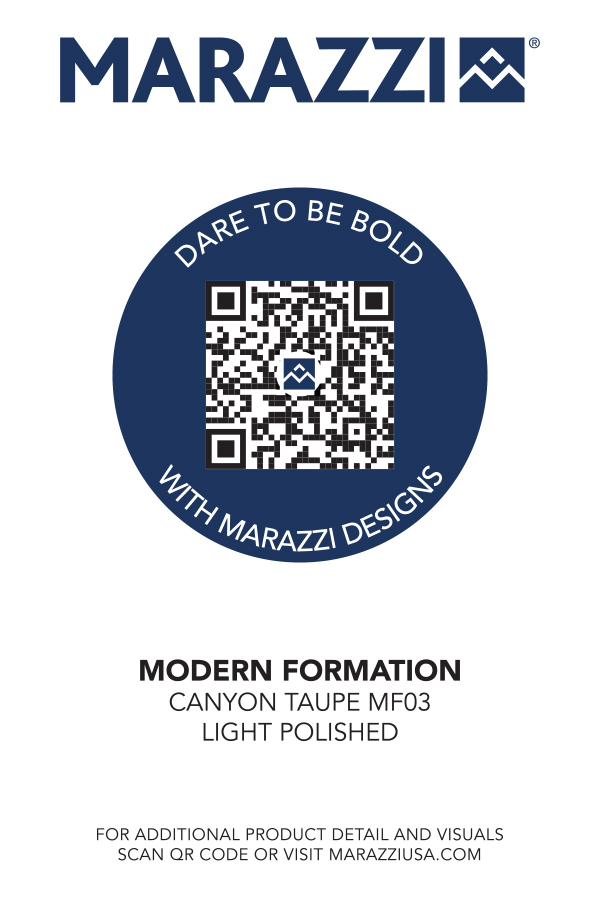 MARAZZI®
DARE TO BE BOLD
WITH MARAZZI DESIGNS
MODERN FORMATION
CANYON TAUPE MF03
LIGHT POLISHED
FOR ADDITIONAL PRODUCT DETAIL AND VISUALS
SCAN QR CODE OR VISIT MARAZZIUSA.COM